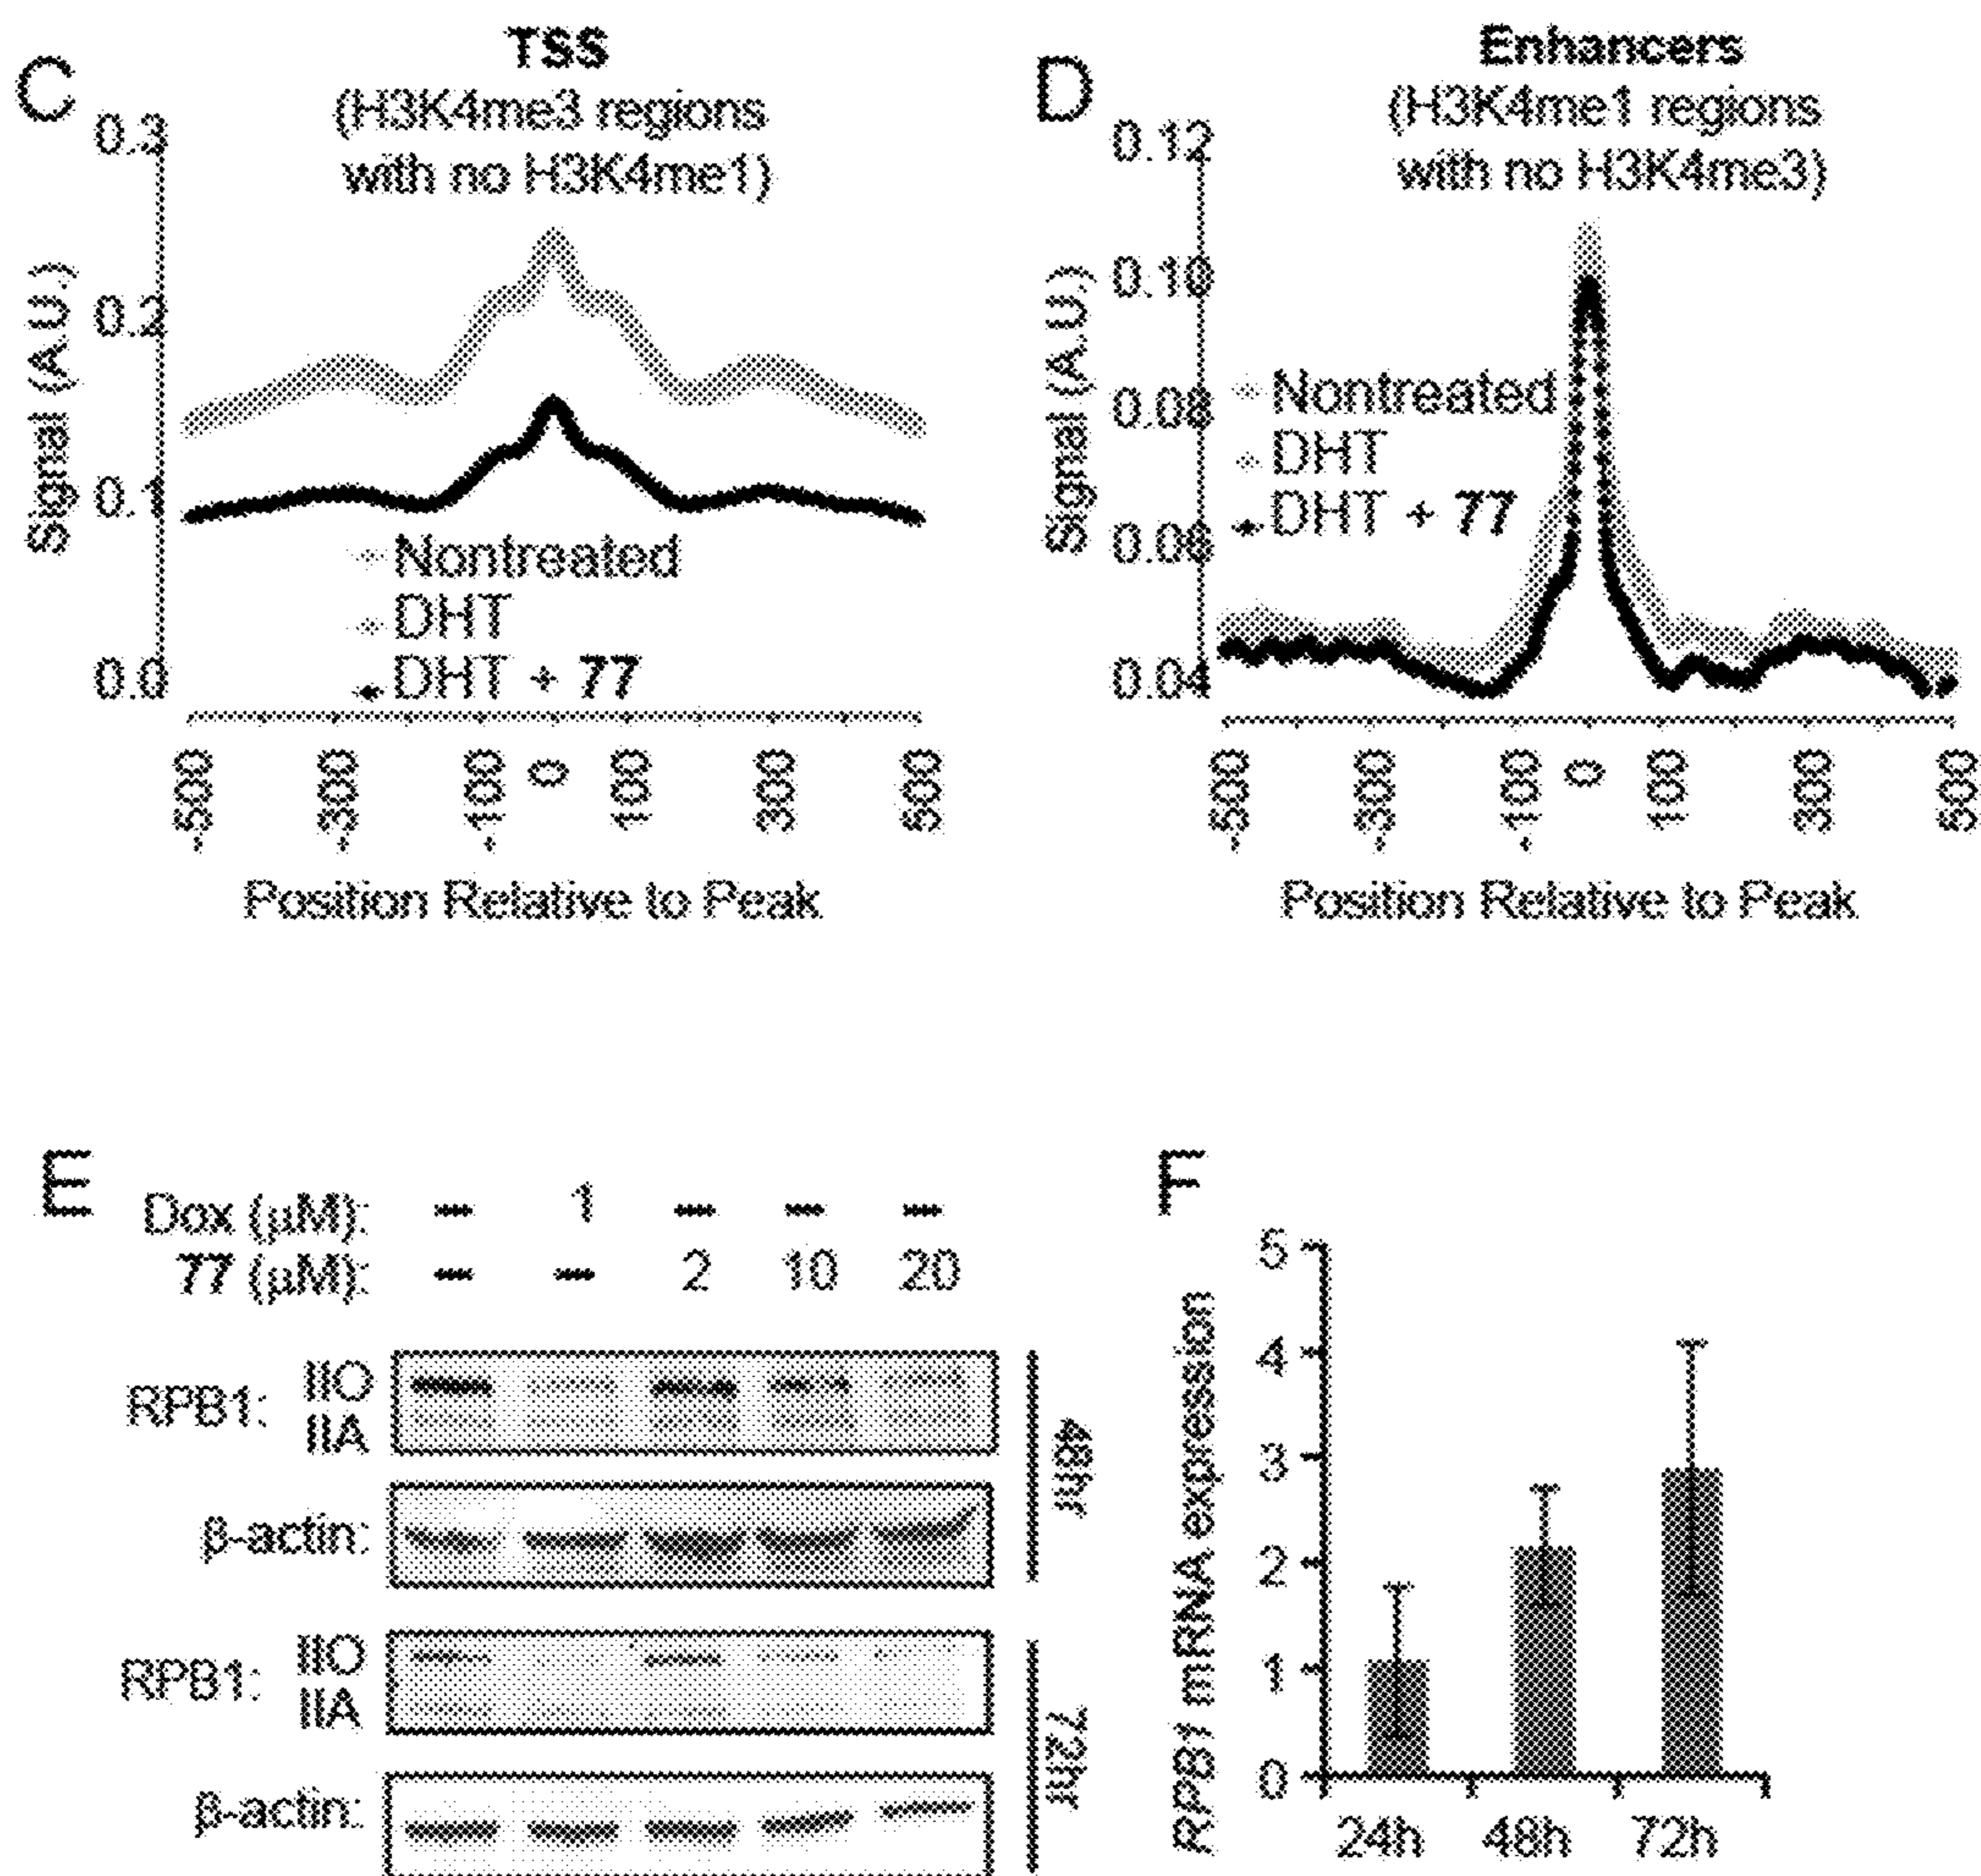 C
TSS
(H3K4me3 regions
with no H3K4me1)
0.3
0.2
0.1
0.0
Signal (A.U.)
Nontreated
DHT
DHT + 77
-500
-300
-100
0
100
300
500
Position Relative to Peak
D
Enhancers
(H3K4me1 regions
with no H3K4me3)
0.12
0.10
0.08
0.06
0.04
Signal (A.U.)
Nontreated
DHT
DHT + 77
-500
-300
-100
0
100
300
500
Position Relative to Peak
E
Dox (µM): – 1 – – –
77 (µM): – – 2 10 20
RPB1: IIO
IIA
β-actin:
48hr
RPB1: IIO
IIA
β-actin:
72hr
F
RPB1 mRNA expression
5
4
3
2
1
0
24h 48h 72h